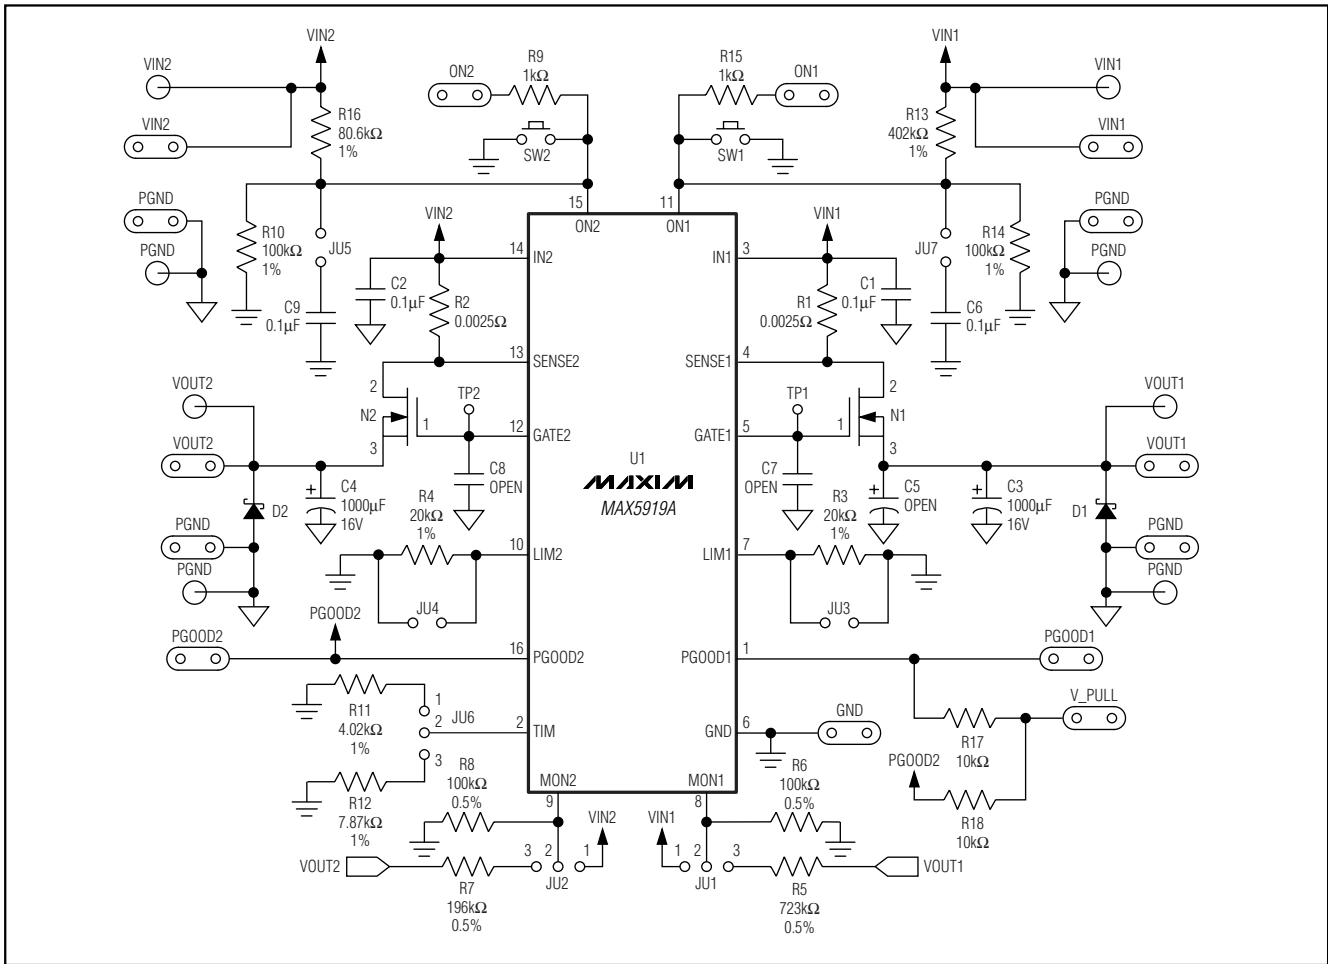 VIN2
VIN2
VIN2
R16
80.6kΩ
1%
ON2
R9
1kΩ
SW2
R15
1kΩ
ON1
SW1
VIN1
R13
402kΩ
1%
VIN1
VIN1
PGND
PGND
R10
100kΩ
1%
JU5
C9
0.1µF
VIN2
C2
0.1µF
R2
0.0025Ω
15
ON2
11
ON1
14
IN2
3
IN1
VIN1
R1
0.0025Ω
C1
0.1µF
JU7
R14
100kΩ
1%
C6
0.1µF
PGND
PGND
13
SENSE2
SENSE1
4
VOUT2
VOUT2
2
N2
1
3
TP2
12
GATE2
C8
OPEN
C4
1000µF
16V
+
D2
PGND
PGND
U1
MAXIM
MAX5919A
GATE1
5
TP1
C7
OPEN
2
N1
1
3
+
C5
OPEN
+
C3
1000µF
16V
D1
VOUT1
VOUT1
PGND
PGND
R4
20kΩ
1%
10
LIM2
JU4
LIM1
7
R3
20kΩ
1%
JU3
PGOOD2
PGOOD2
16
PGOOD2
PGOOD1
1
PGOOD1
R11
4.02kΩ
1%
1
2
3
JU6
2
TIM
R12
7.87kΩ
1%
GND
6
GND
V_PULL
R17
10kΩ
PGOOD2
R18
10kΩ
MON2
9
MON1
8
R8
100kΩ
0.5%
VIN2
VIN1
R6
100kΩ
0.5%
VOUT2
R7
196kΩ
0.5%
3
2
1
JU2
1
2
3
JU1
R5
723kΩ
0.5%
VOUT1